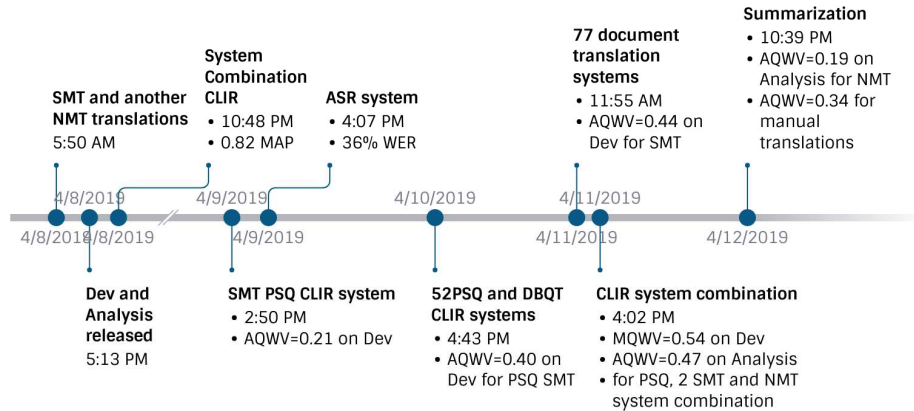 Summarization
• 10:39 PM
• AQWV=0.19 on
Analysis for NMT
• AQWV=0.34 for
manual
translations
77 document
translation
systems
• 11:55 AM
• AQWV=0.44 on
Dev for SMT
System
Combination
CLIR
• 10:48 PM
• 0.82 MAP
SMT and another
NMT translations
5:50 AM
ASR system
• 4:07 PM
• 36% WER
4/8/2019
4/9/2019
4/10/2019
4/11/2019
4/8/2019
4/8/2019
4/9/2019
4/11/2019
4/12/2019
Dev and
Analysis
released
5:13 PM
SMT PSQ CLIR system
• 2:50 PM
• AQWV=0.21 on Dev
52PSQ and DBQT
CLIR systems
• 4:43 PM
• AQWV=0.40 on
Dev for PSQ SMT
CLIR system combination
• 4:02 PM
• MQWV=0.54 on Dev
• AQWV=0.47 on Analysis
• for PSQ, 2 SMT and NMT
system combination